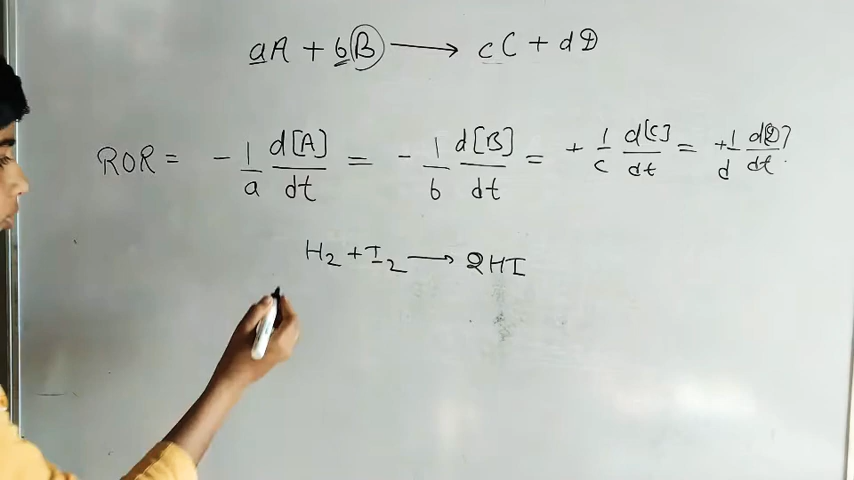 aA + bB → cC + dD
ROR = - 1/a d[A]/dt = - 1/b d[B]/dt = + 1/c d[C]/dt = + 1/d d[D]/dt.
H₂ + I₂ → 2HI